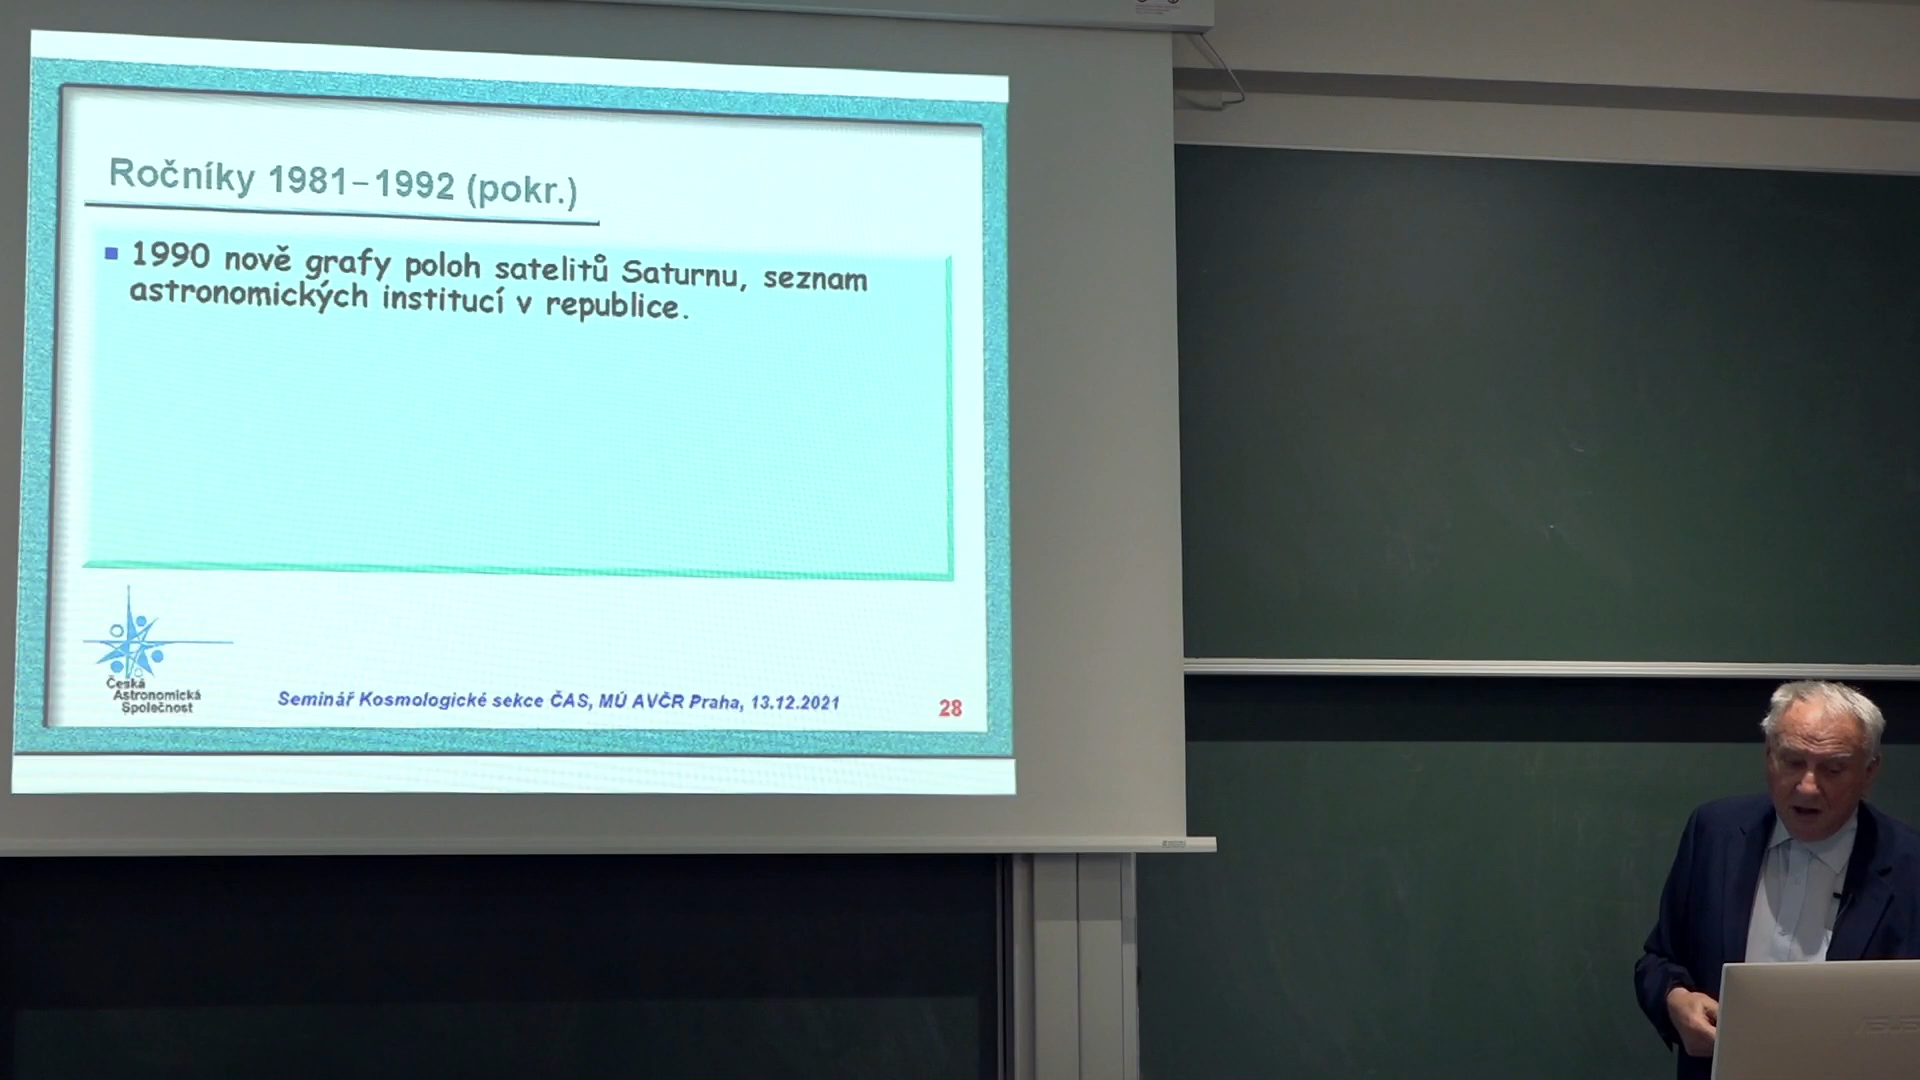 Ročníky 1981–1992 (pokr.)
1990 nově grafy poloh satelitů Saturnu, seznam
astronomických institucí v republice.
Česká
Astronomická
Společnost
Seminář Kosmologické sekce ČAS, MÚ AVČR Praha, 13.12.2021
28